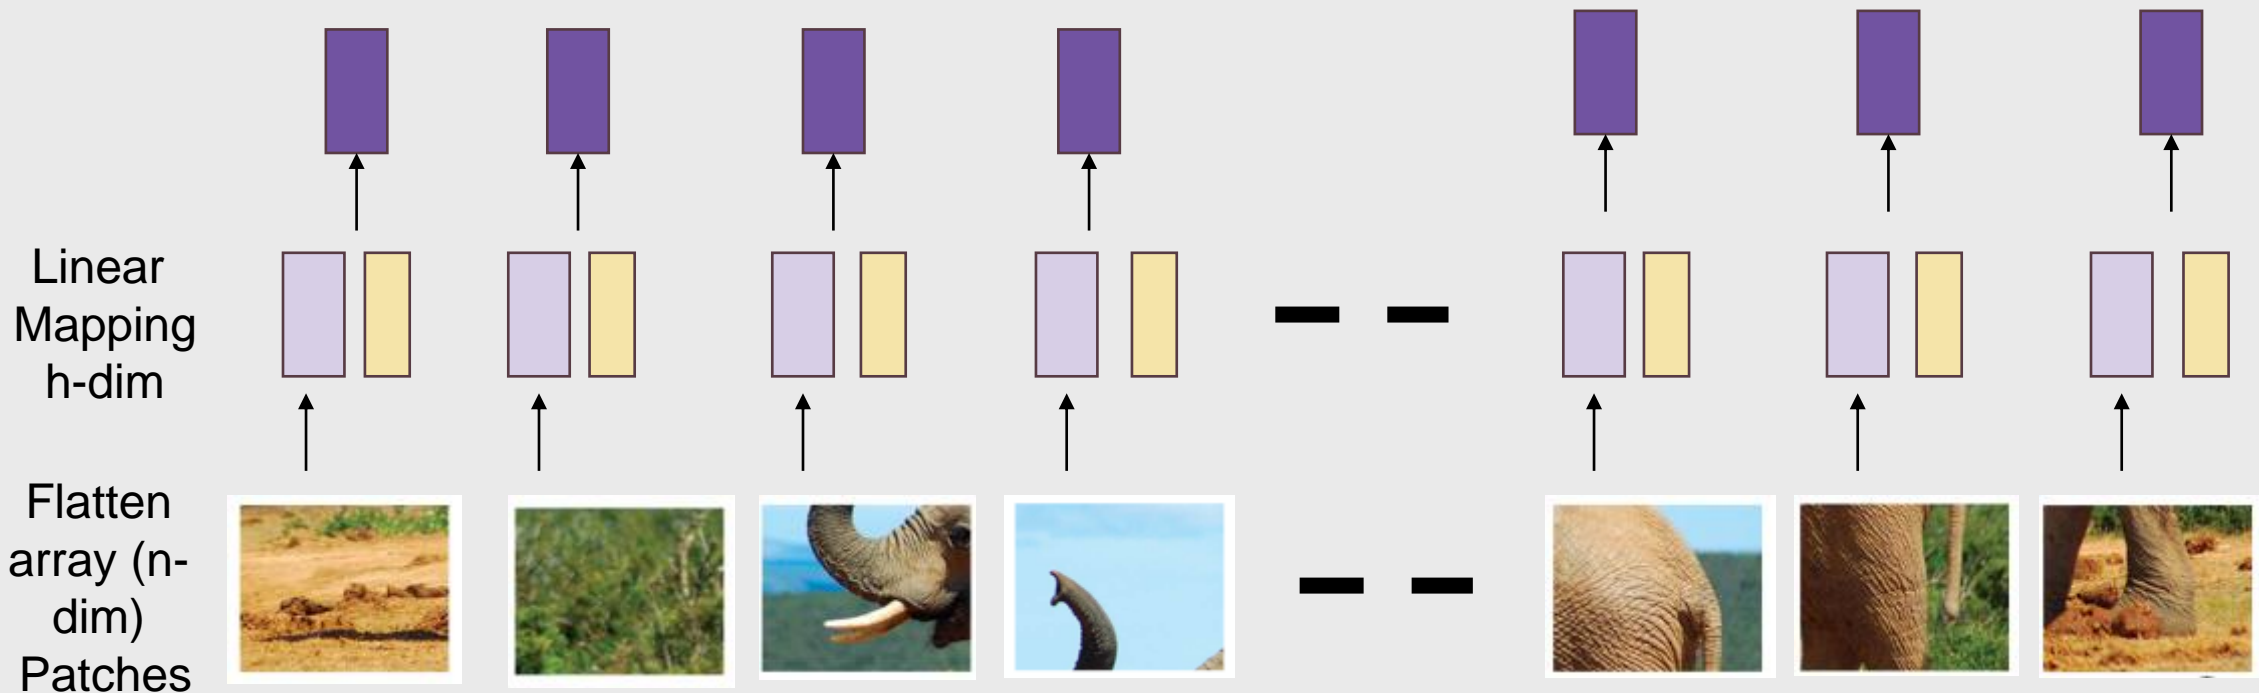 Linear
Mapping
h-dim
Flatten
array (n-
dim)
Patches